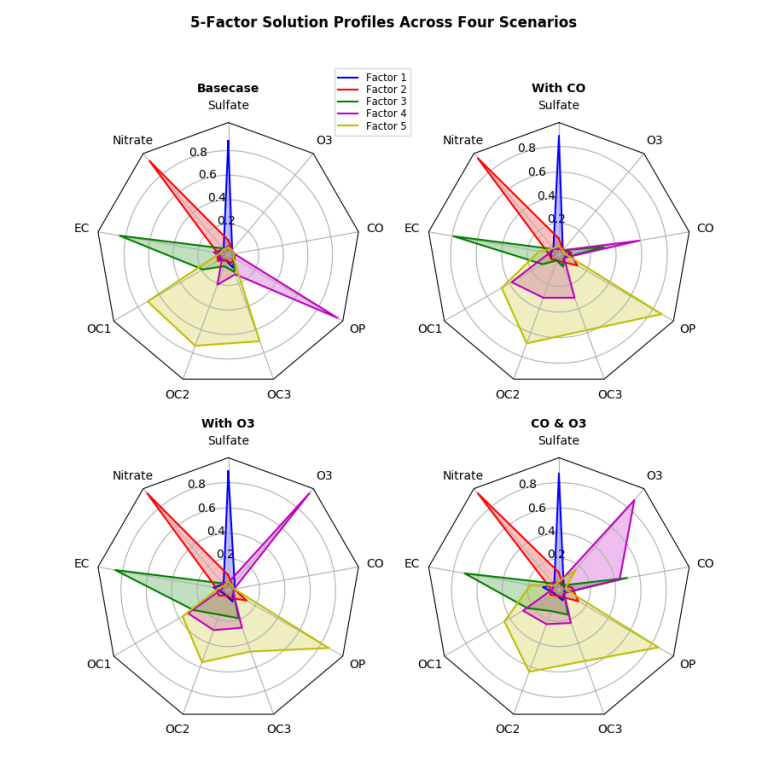 5-Factor Solution Profiles Across Four Scenarios
Factor 1
Factor 2
Factor 3
Factor 4
Factor 5
Basecase
Sulfate
O3
CO
OP
OC3
OC2
OC1
EC
Nitrate
0.2
0.4
0.6
0.8
With CO
Sulfate
O3
CO
OP
OC3
OC2
OC1
EC
Nitrate
0.2
0.4
0.6
0.8
With O3
Sulfate
O3
CO
OP
OC3
OC2
OC1
EC
Nitrate
0.2
0.4
0.6
0.8
CO & O3
Sulfate
O3
CO
OP
OC3
OC2
OC1
EC
Nitrate
0.2
0.4
0.6
0.8